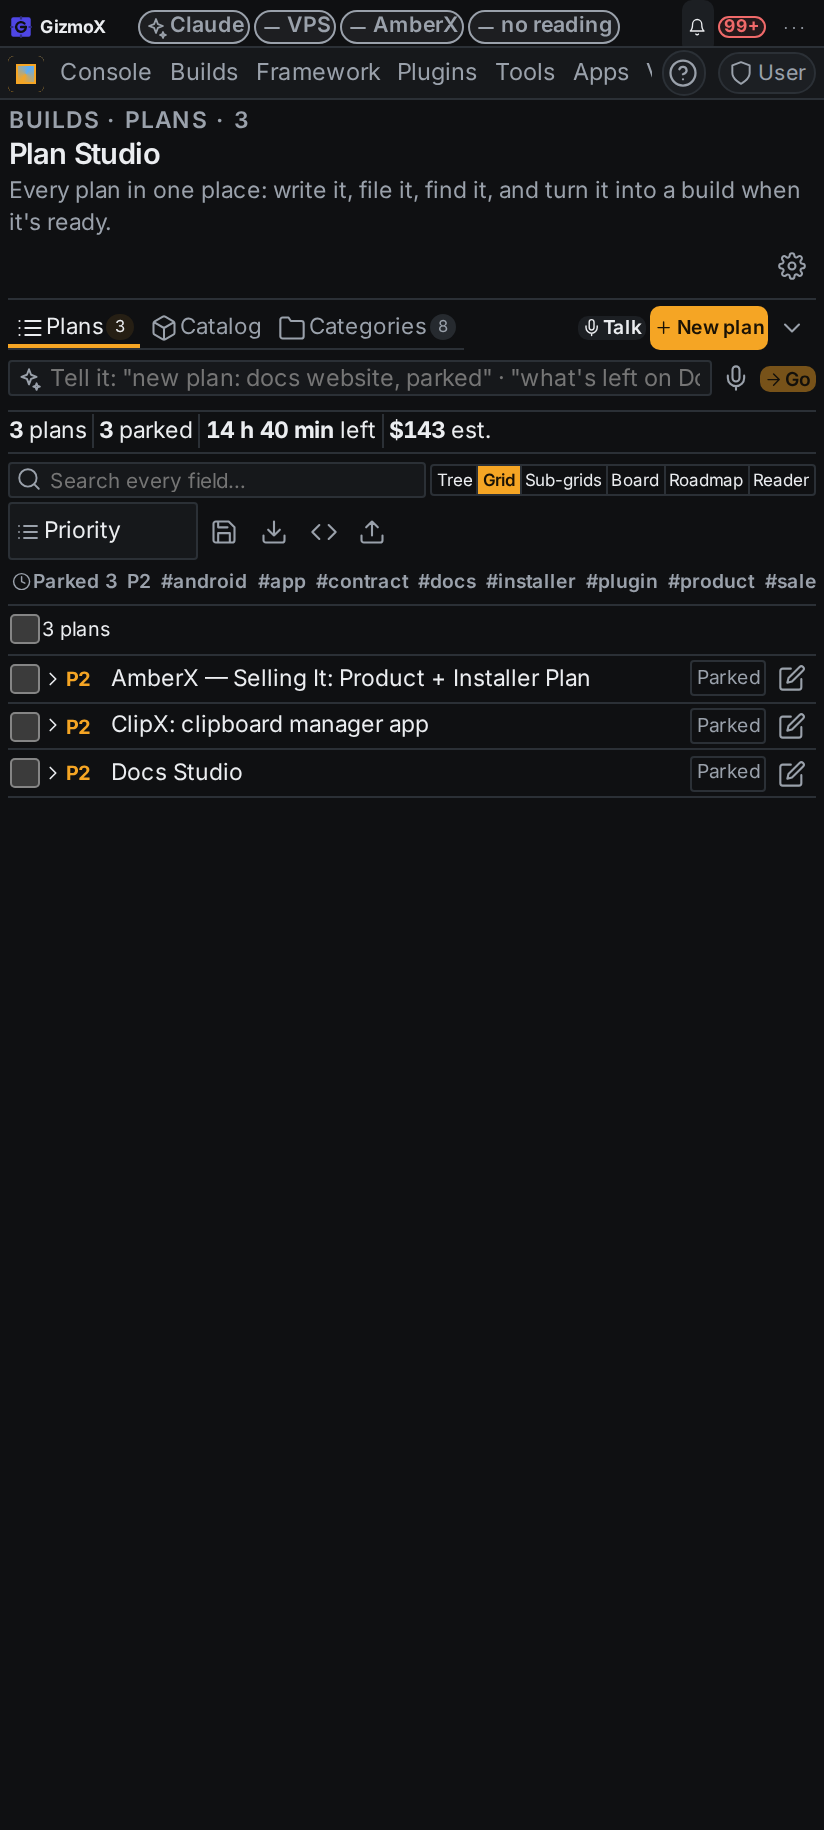 GizmoX Claude — VPS — AmberX — no reading 99+ ...
Console Builds Framework Plugins Tools Apps User
BUILDS · PLANS · 3
Plan Studio
Every plan in one place: write it, file it, find it, and turn it into a build when
it's ready.
Plans 3 Catalog Categories 8 Talk + New plan
Tell it: "new plan: docs website, parked" · "what's left on Dc → Go
3 plans 3 parked 14 h 40 min left $143 est.
Search every field... Tree Grid Sub-grids Board Roadmap Reader
Priority
Parked 3 P2 #android #app #contract #docs #installer #plugin #product #sale
3 plans
P2 AmberX — Selling It: Product + Installer Plan Parked
P2 ClipX: clipboard manager app Parked
P2 Docs Studio Parked